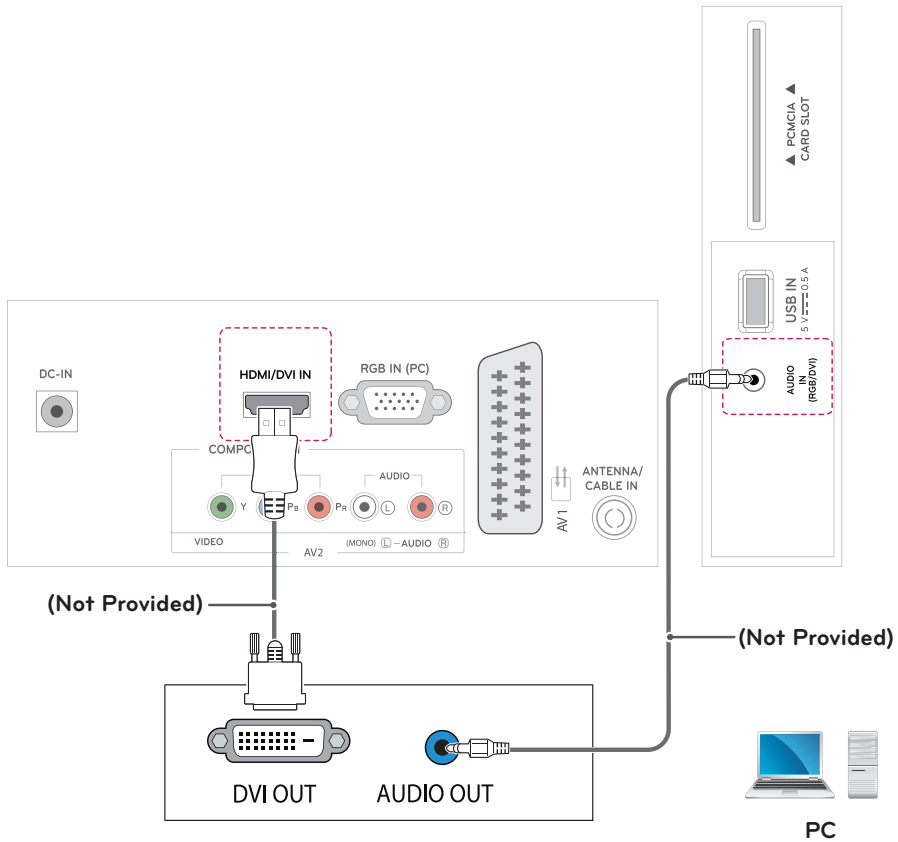 ▲ PCMCIA ▲
CARD SLOT
USB IN
5 V 0.5 A
AUDIO
IN
(RGB/DVI)
DC-IN
HDMI/DVI IN
RGB IN (PC)
COMPO
AUDIO
Y
PB
PR
L
R
VIDEO
(MONO) L – AUDIO R
AV2
AV1
ANTENNA/
CABLE IN
(Not Provided)
(Not Provided)
DVI OUT
AUDIO OUT
PC